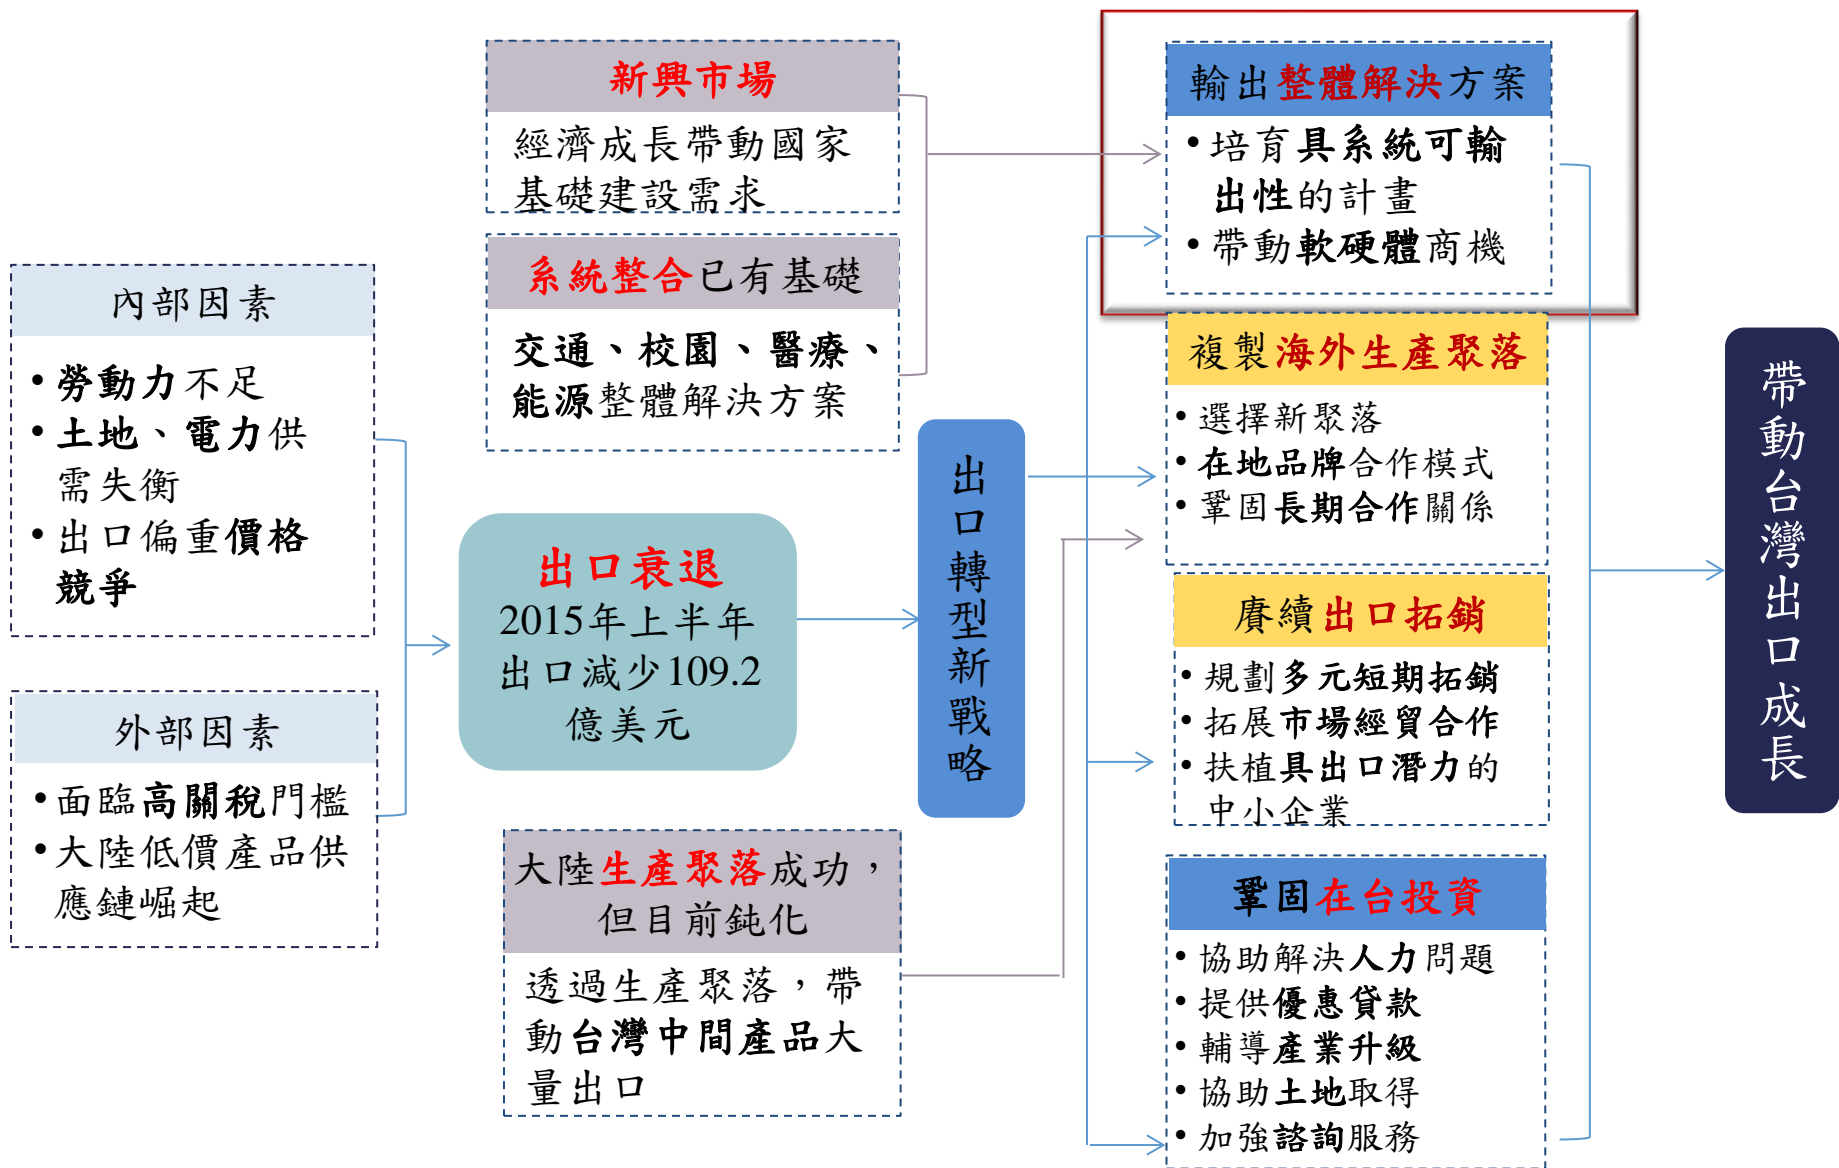 內部因素
• 勞動力不足
• 土地、電力供
需失衡
• 出口偏重價格
競爭
外部因素
• 面臨高關稅門檻
• 大陸低價產品供
應鏈崛起
新興市場
經濟成長帶動國家
基礎建設需求
系統整合已有基礎
交通、校園、醫療、
能源整體解決方案
出口衰退
2015年上半年
出口減少109.2
億美元
大陸生產聚落成功，
但目前鈍化
透過生產聚落，帶
動台灣中間產品大
量出口
出口轉型新戰略
輸出整體解決方案
• 培育具系統可輸
出性的計畫
• 帶動軟硬體商機
複製海外生產聚落
• 選擇新聚落
• 在地品牌合作模式
• 鞏固長期合作關係
賡續出口拓銷
• 規劃多元短期拓銷
• 拓展市場經貿合作
• 扶植具出口潛力的
中小企業
鞏固在台投資
• 協助解決人力問題
• 提供優惠貸款
• 輔導產業升級
• 協助土地取得
• 加強諮詢服務
帶動台灣出口成長